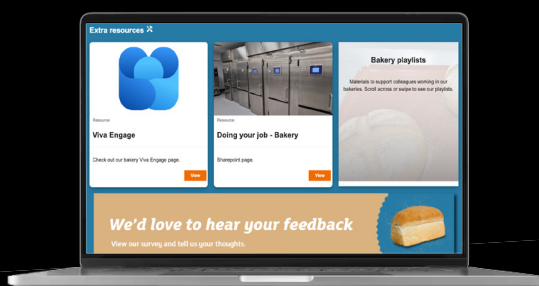 Extra resources
Resource
Viva Engage
Check out our bakery Viva Engage page.
View
Resource
Doing your job - Bakery
Sharepoint page.
View
Bakery playlists
Materials to support colleagues working in our
bakeries. Scroll across or swipe to see our playlists.
We'd love to hear your feedback
View our survey and tell us your thoughts.